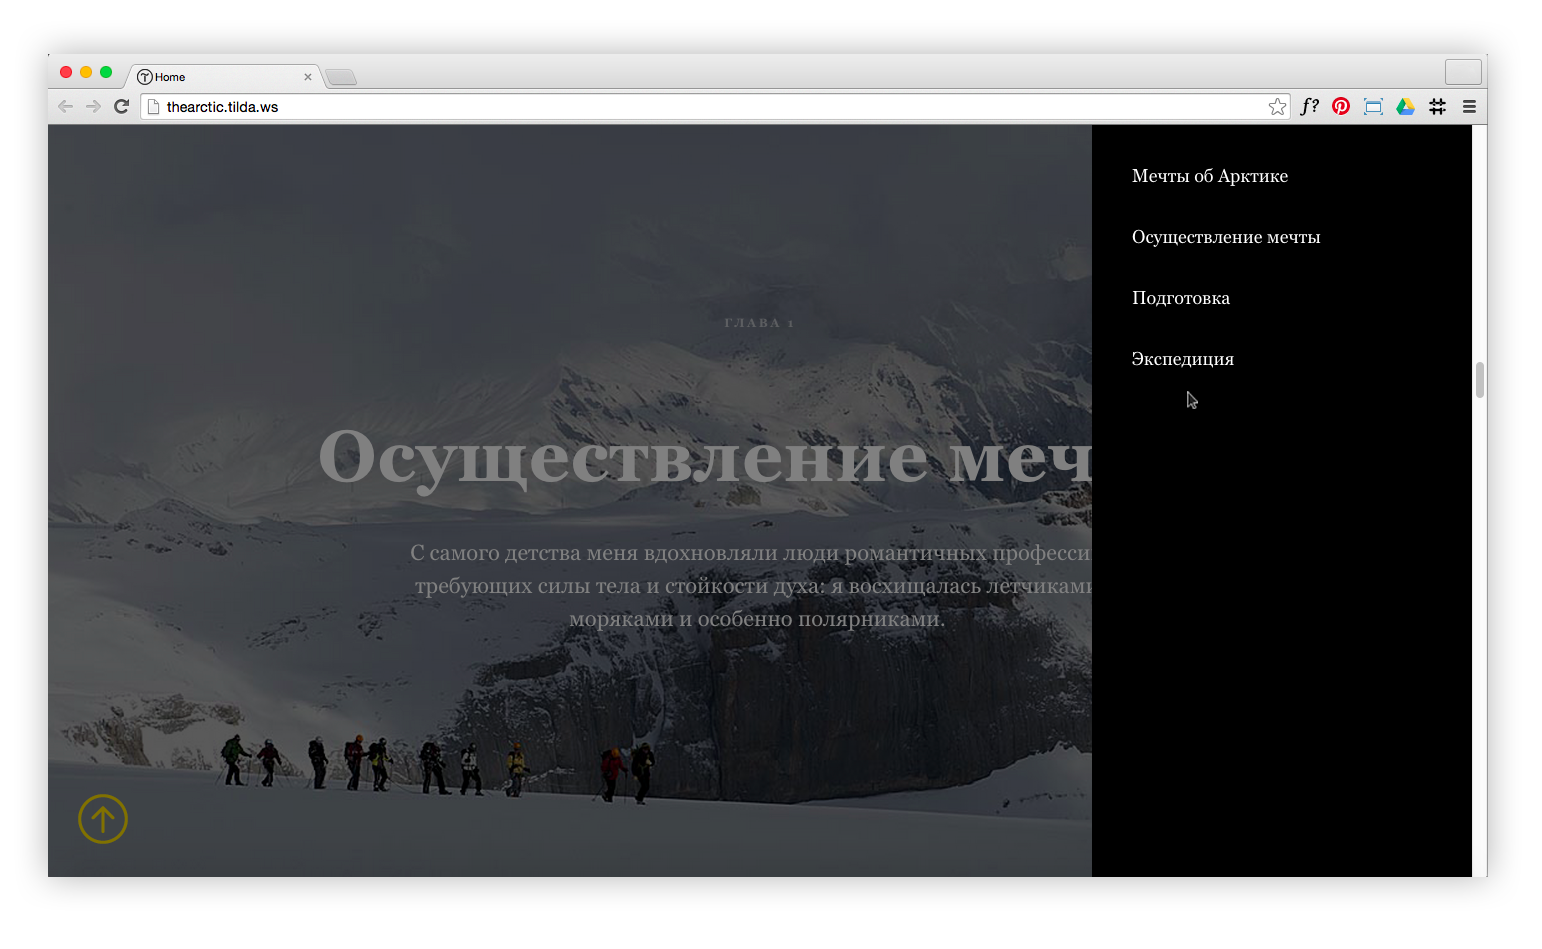 Home
thearctic.tilda.ws
f?
ГЛАВА 1
Осуществление меч
С самого детства меня вдохновляли люди романтичных професси
требующих силы тела и стойкости духа: я восхищалась летчиками
моряками и особенно полярниками.
Мечты об Арктике
Осуществление мечты
Подготовка
Экспедиция